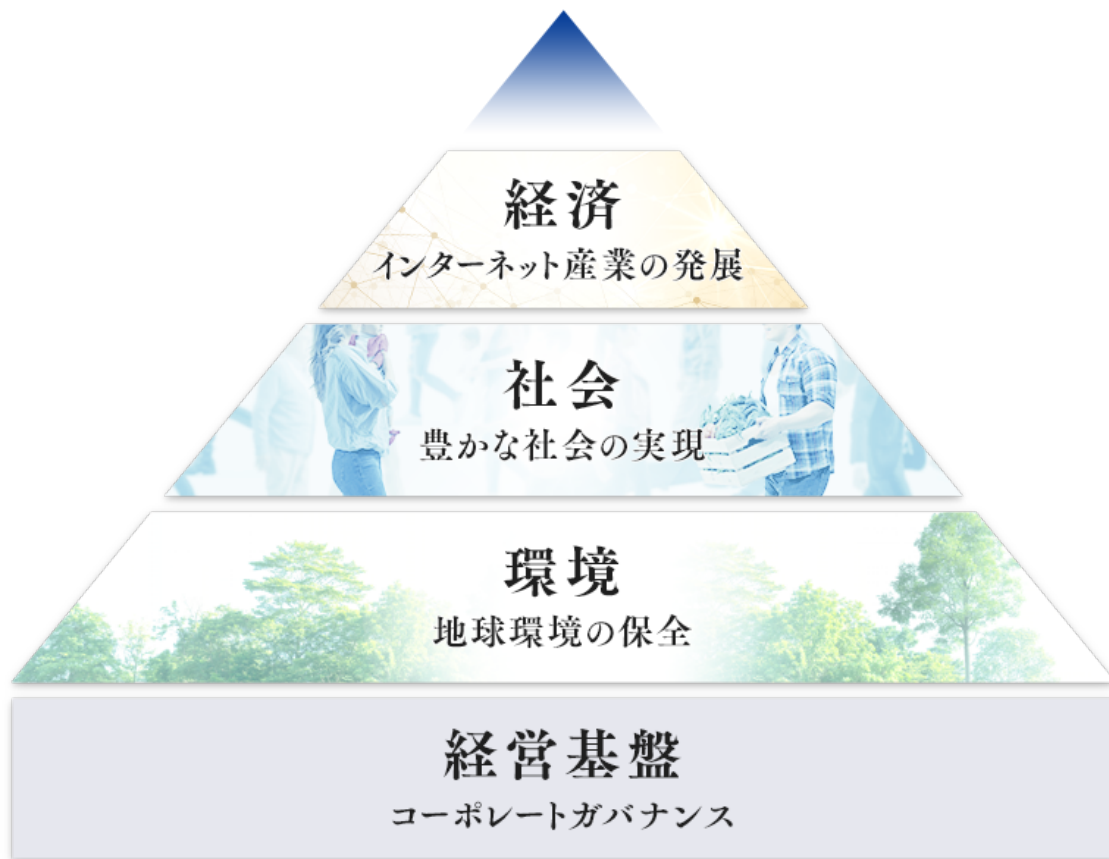 経済
インターネット産業の発展
社会
豊かな社会の実現
環境
地球環境の保全
経営基盤
コーポレートガバナンス